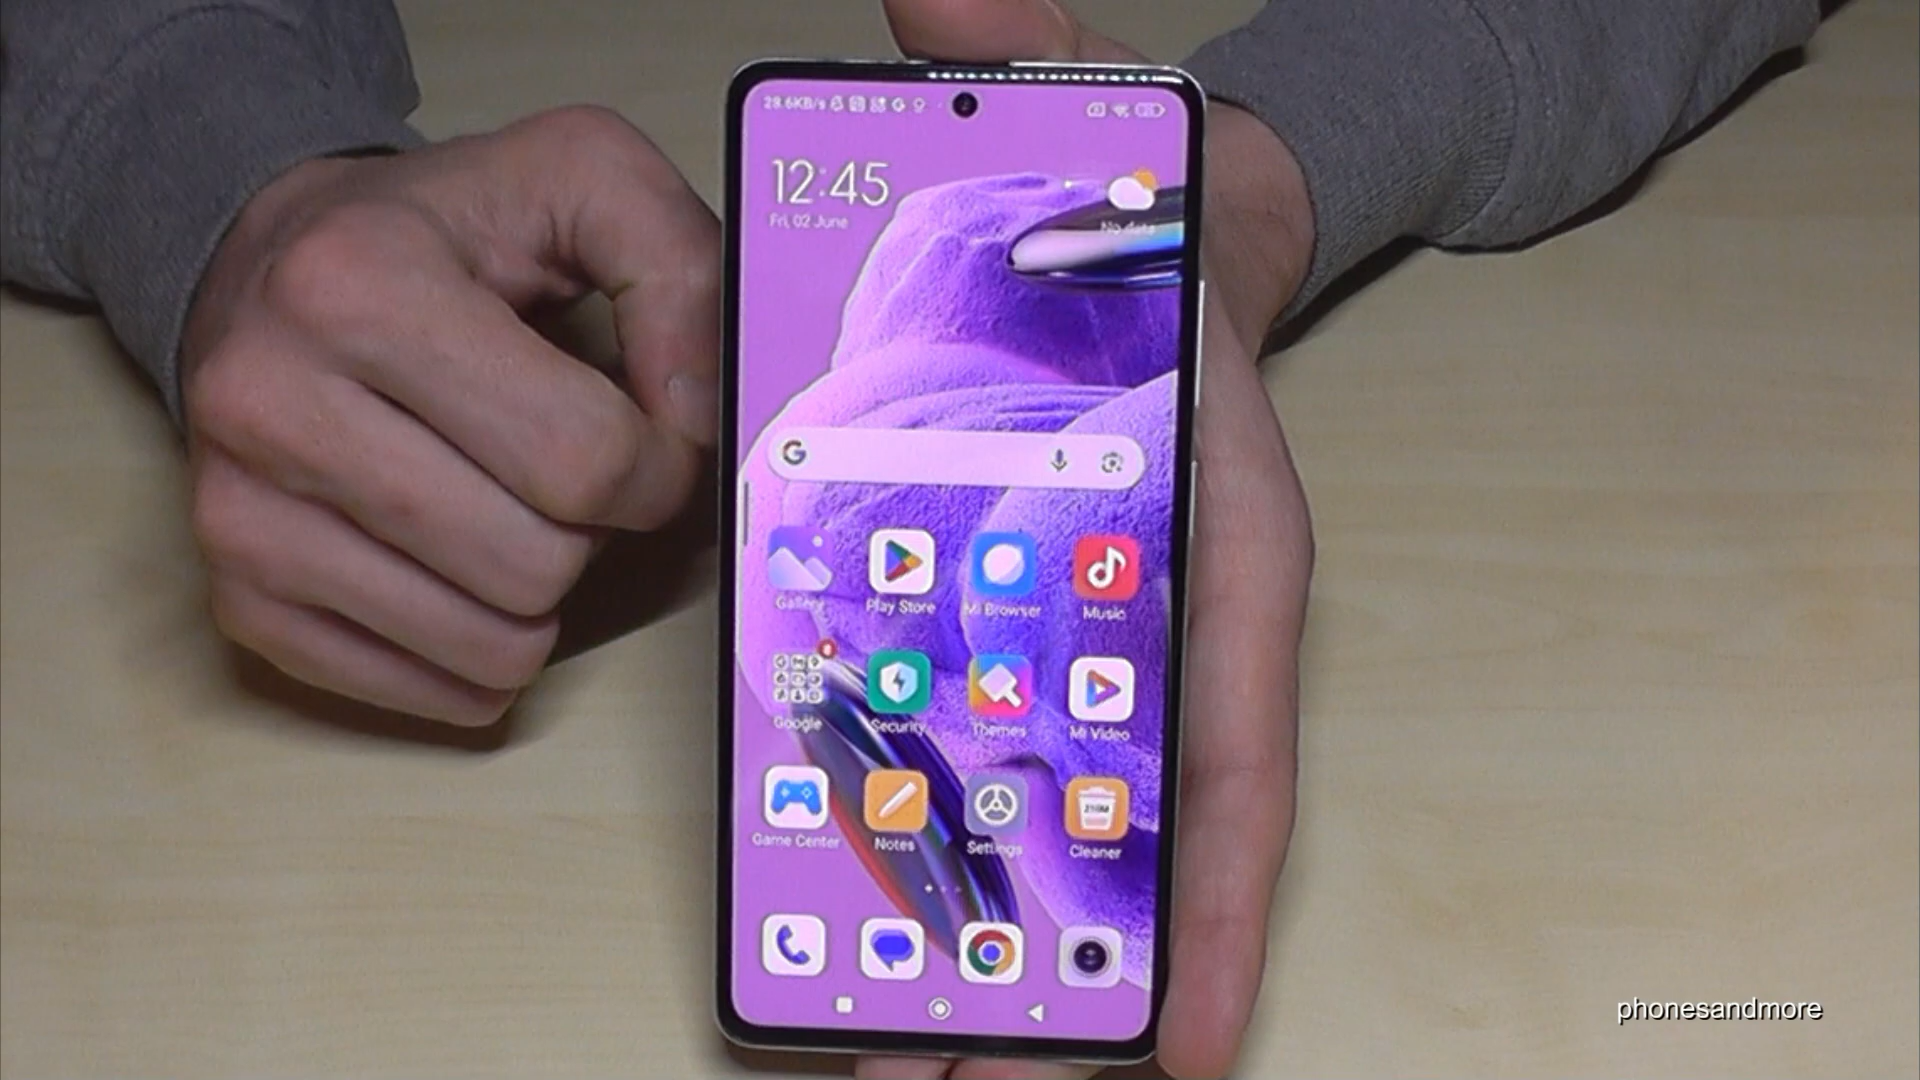 28.6KB/s
12:45
Fri, 02 June
No data
Gallery
Play Store
Mi Browser
Music
Google
Security
Themes
Mi Video
Game Center
Notes
Settings
Cleaner
phonesandmore